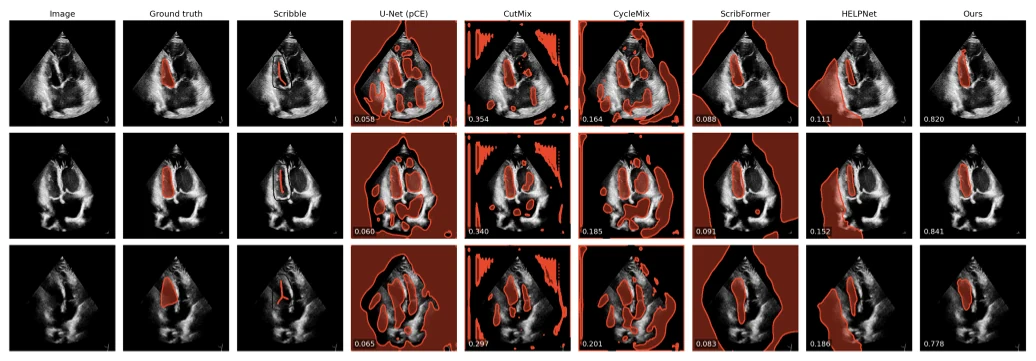 Image Ground truth Scribble U-Net (pCE) CutMix CycleMix ScribFormer HELPNet Ours
0.058 0.354 0.164 0.088 0.111 0.820
0.060 0.340 0.185 0.091 0.152 0.841
0.065 0.297 0.201 0.083 0.186 0.778